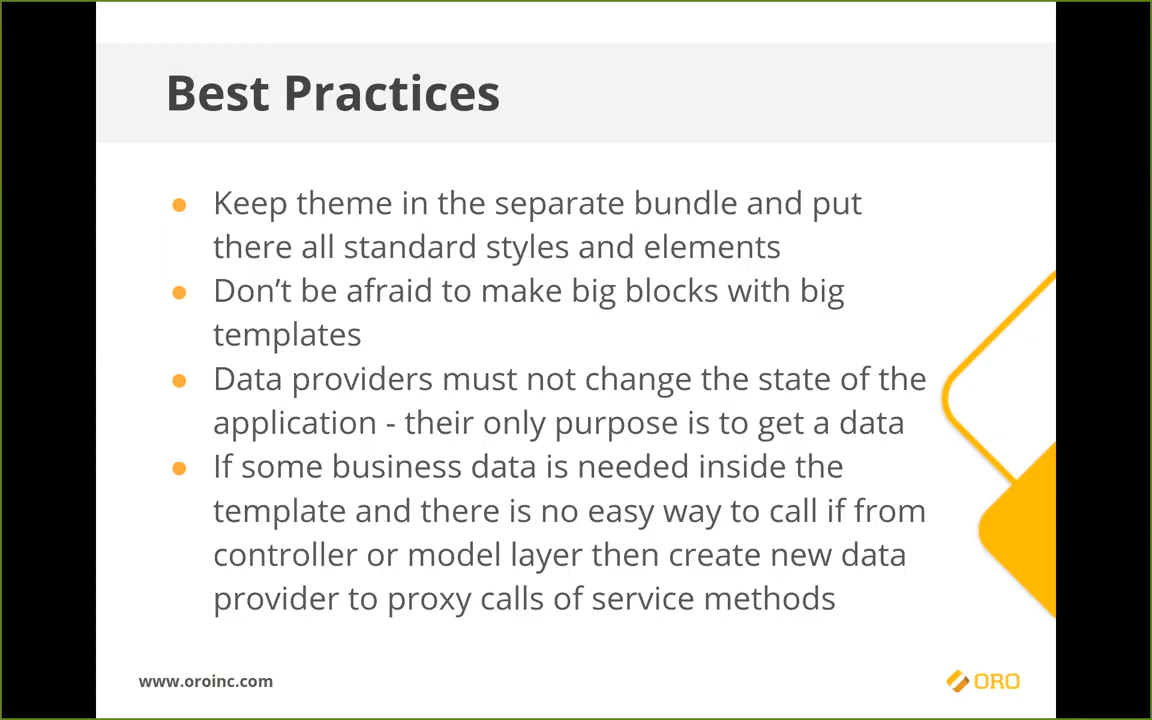 Best Practices
● Keep theme in the separate bundle and put
there all standard styles and elements
● Don't be afraid to make big blocks with big
templates
● Data providers must not change the state of the
application - their only purpose is to get a data
● If some business data is needed inside the
template and there is no easy way to call if from
controller or model layer then create new data
provider to proxy calls of service methods
www.oroinc.com
ORO